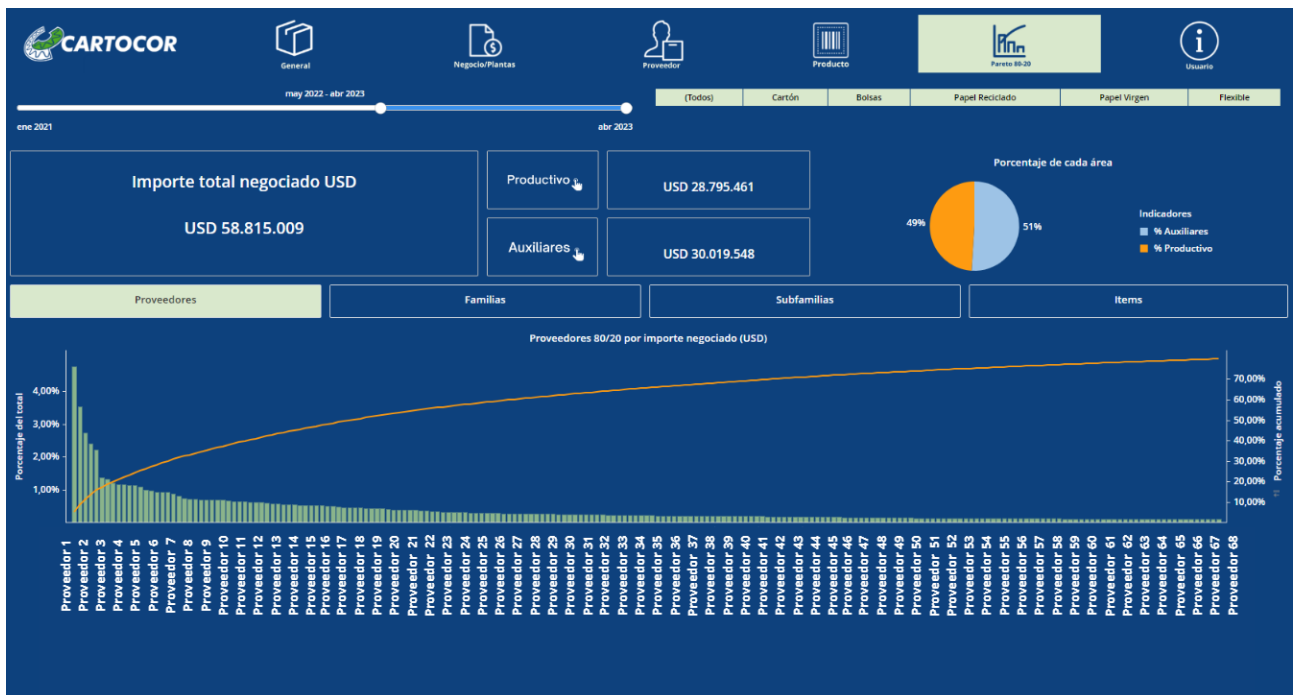 CARTOCOR
General
Negocio/Plantas
Proveedor
Producto
Pareto 80-20
Usuario
may 2022 - abr 2023
ene 2021
abr 2023
(Todos)
Cartón
Bolsas
Papel Reciclado
Papel Virgen
Flexible
Importe total negociado USD
USD 58.815.009
Productivo
USD 28.795.461
Auxiliares
USD 30.019.548
Porcentaje de cada área
49%
51%
Indicadores
% Auxiliares
% Productivo
Proveedores
Familias
Subfamilias
Items
Proveedores 80/20 por importe negociado (USD)
Porcentaje del total
4,00%
3,00%
2,00%
1,00%
70,00%
60,00%
50,00%
40,00%
30,00%
20,00%
10,00%
Porcentaje acumulado
Proveedor 1
Proveedor 2
Proveedor 3
Proveedor 4
Proveedor 5
Proveedor 6
Proveedor 7
Proveedor 8
Proveedor 9
Proveedor 10
Proveedor 11
Proveedor 12
Proveedor 13
Proveedor 14
Proveedor 15
Proveedor 16
Proveedor 17
Proveedor 18
Proveedor 19
Proveedor 20
Proveedor 21
Proveedor 22
Proveedor 23
Proveedor 24
Proveedor 25
Proveedor 26
Proveedor 27
Proveedor 28
Proveedor 29
Proveedor 30
Proveedor 31
Proveedor 32
Proveedor 33
Proveedor 34
Proveedor 35
Proveedor 36
Proveedor 37
Proveedor 38
Proveedor 39
Proveedor 40
Proveedor 41
Proveedor 42
Proveedor 43
Proveedor 44
Proveedor 45
Proveedor 46
Proveedor 47
Proveedor 48
Proveedor 49
Proveedor 50
Proveedor 51
Proveedor 52
Proveedor 53
Proveedor 54
Proveedor 55
Proveedor 56
Proveedor 57
Proveedor 58
Proveedor 59
Proveedor 60
Proveedor 61
Proveedor 62
Proveedor 63
Proveedor 64
Proveedor 65
Proveedor 66
Proveedor 67
Proveedor 68